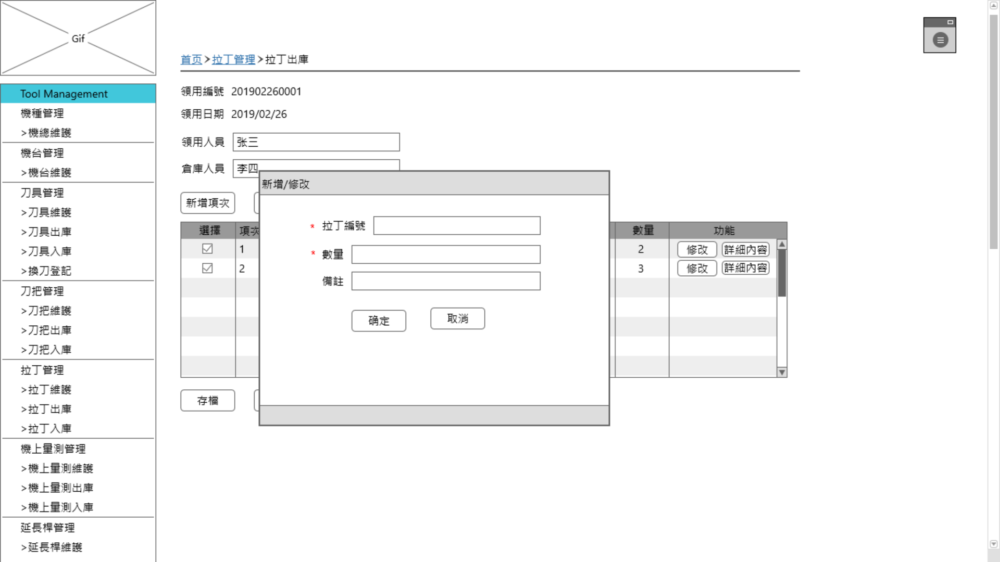 Gif
Tool Management
機種管理
>機總維護
機台管理
>機台維護
刀具管理
>刀具維護
>刀具出庫
>刀具入庫
>換刀登記
刀把管理
>刀把維護
>刀把出庫
>刀把入庫
拉丁管理
>拉丁維護
>拉丁出庫
>拉丁入庫
機上量測管理
>機上量測維護
>機上量測出庫
>機上量測入庫
延長桿管理
>延長桿維護
首页>拉丁管理>拉丁出庫
領用編號 201902260001
領用日期 2019/02/26
領用人員 张三
倉庫人員 李四
新增項次
選擇 項次 數量 功能
1 2 修改 詳細內容
2 3 修改 詳細內容
存檔
新增/修改
* 拉丁編號
* 數量
備註
确定 取消